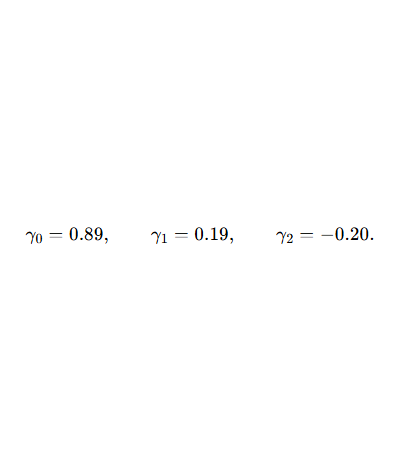 γ₀ = 0.89, γ₁ = 0.19, γ₂ = −0.20.